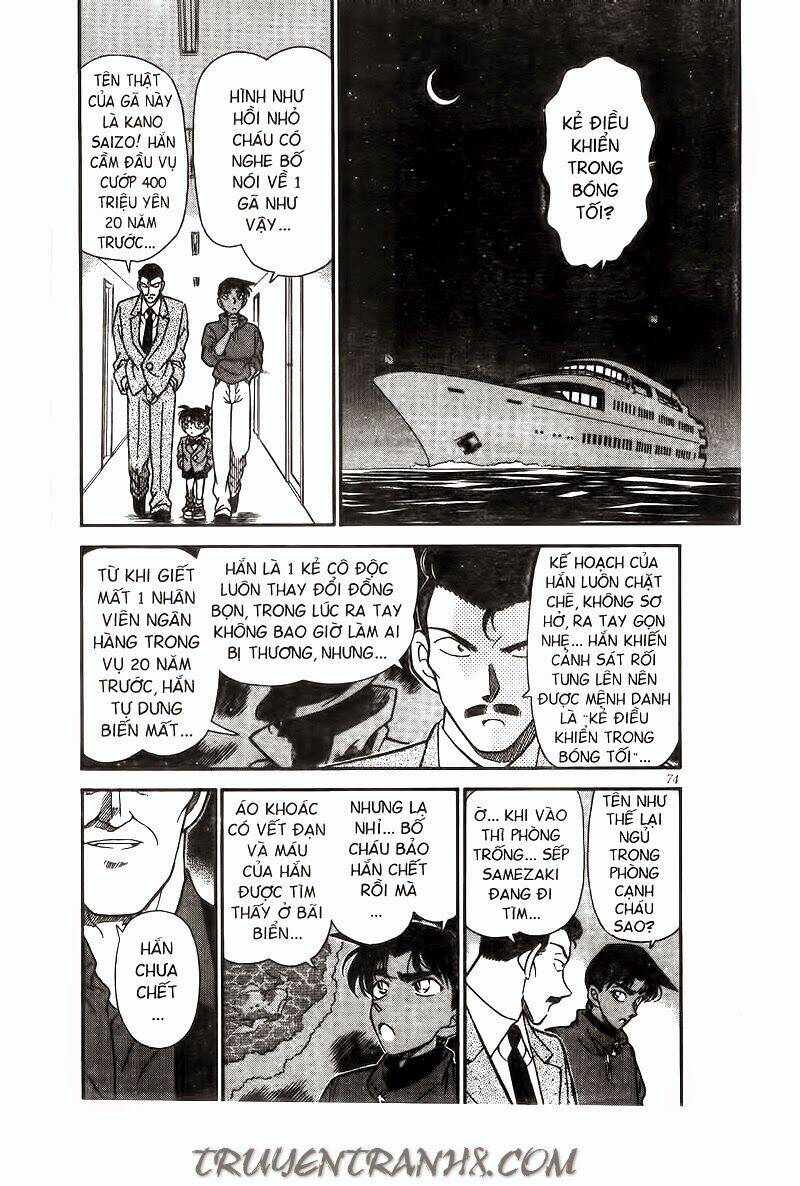 KẺ ĐIỀU
KHIỂN
TRONG
BÓNG
TỐI?
HÌNH NHƯ
HỒI NHỎ
CHÁU CÓ
NGHE BỐ
NÓI VỀ 1
GÃ NHƯ
VẬY...
TÊN THẬT
CỦA GÃ NÀY
LÀ KANO
SAIZO! HẮN
CẦM ĐẦU VỤ
CƯỚP 400
TRIỆU YÊN
20 NĂM
TRƯỚC...
KẾ HOẠCH CỦA
HẮN LUÔN CHẶT
CHẼ, KHÔNG SƠ
HỞ, RA TAY GỌN
NHẸ... HẮN KHIẾN
CẢNH SÁT RỐI
TUNG LÊN NÊN
ĐƯỢC MỆNH DANH
LÀ "KẺ ĐIỀU
KHIỂN TRONG
BÓNG TỐI"...
HẮN LÀ 1 KẺ CÔ ĐỘC
LUÔN THAY ĐỔI ĐỒNG
BỌN, TRONG LÚC RA TAY
KHÔNG BAO GIỜ LÀM AI
BỊ THƯƠNG, NHƯNG...
TỪ KHI GIẾT
MẤT 1 NHÂN
VIÊN NGÂN
HÀNG TRONG
VỤ 20 NĂM
TRƯỚC, HẮN
TỰ DƯNG
BIẾN MẤT...
74
TÊN NHƯ
THẾ LẠI
NGỦ
TRONG
PHÒNG
CẠNH
CHÁU
SAO?
Ờ... KHI VÀO
THÌ PHÒNG
TRỐNG... SẾP
SAMEZAKI
ĐANG ĐI
TÌM...
NHƯNG LẠ
NHỈ... BỐ
CHÁU BẢO
HẮN CHẾT
RỒI MÀ
...
ÁO KHOÁC
CÓ VẾT ĐẠN
VÀ MÁU
CỦA HẮN
ĐƯỢC TÌM
THẤY Ở BÃI
BIỂN...
HẮN
CHƯA
CHẾT
...
TRUYENTRANH8.COM